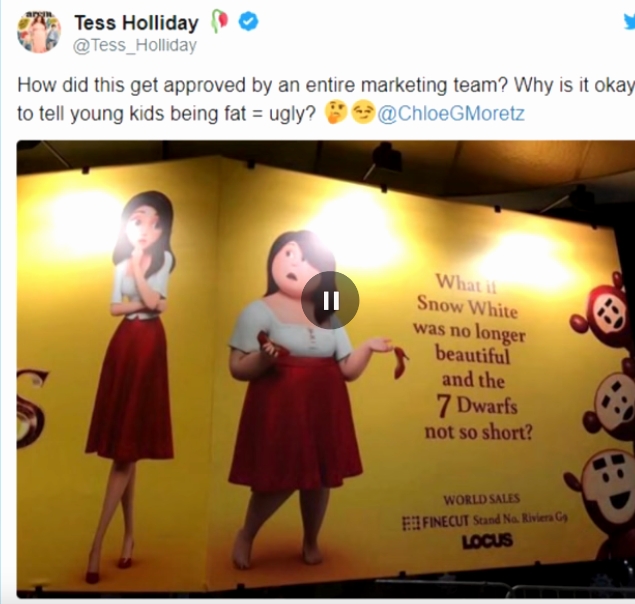 Tess Holliday
@Tess_Holliday
How did this get approved by an entire marketing team? Why is it okay
to tell young kids being fat = ugly? 🤔😏@ChloeGMoretz
What if
Snow White
was no longer
beautiful
and the
7 Dwarfs
not so short?
S
WORLD SALES
FINECUT Stand No. Riviera G9
LOCUS